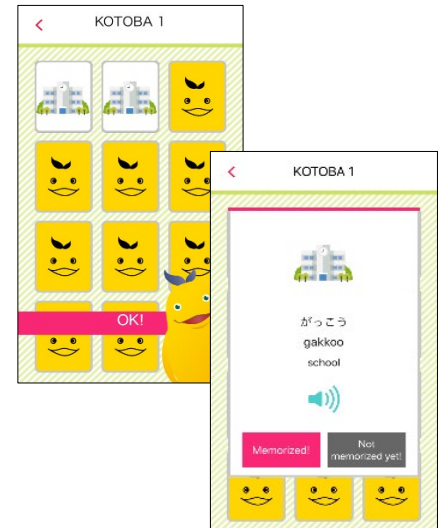 KOTOBA 1
OK!
KOTOBA 1
がっこう
gakkoo
school
Memorized!
Not
memorized yet!